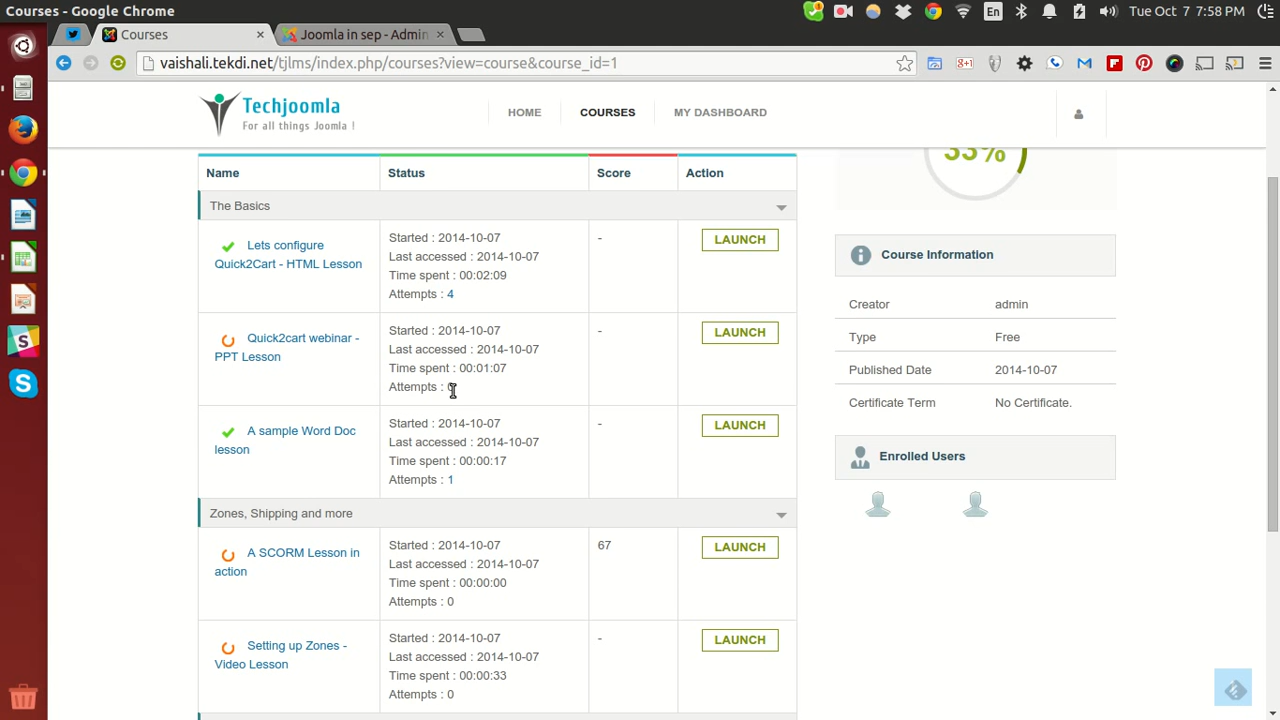 Courses - Google Chrome
En
Tue Oct 7 7:58 PM
Courses
Joomla in sep - Admin
vaishali.tekdi.net/tjlms/index.php/courses?view=course&course_id=1
Techjoomla
For all things Joomla !
HOME
COURSES
MY DASHBOARD
33%
Name
Status
Score
Action
The Basics
Lets configure
Quick2Cart - HTML Lesson
Started : 2014-10-07
Last accessed : 2014-10-07
Time spent : 00:02:09
Attempts : 4
-
LAUNCH
Quick2cart webinar -
PPT Lesson
Started : 2014-10-07
Last accessed : 2014-10-07
Time spent : 00:01:07
Attempts :
-
LAUNCH
A sample Word Doc
lesson
Started : 2014-10-07
Last accessed : 2014-10-07
Time spent : 00:00:17
Attempts : 1
-
LAUNCH
Zones, Shipping and more
A SCORM Lesson in
action
Started : 2014-10-07
Last accessed : 2014-10-07
Time spent : 00:00:00
Attempts : 0
67
LAUNCH
Setting up Zones -
Video Lesson
Started : 2014-10-07
Last accessed : 2014-10-07
Time spent : 00:00:33
Attempts : 0
-
LAUNCH
Course Information
Creator admin
Type Free
Published Date 2014-10-07
Certificate Term No Certificate.
Enrolled Users